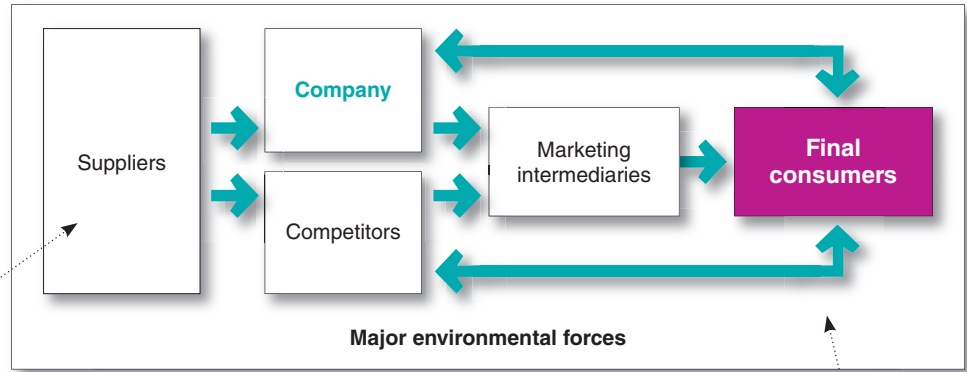 Suppliers
Company
Competitors
Marketing
intermediaries
Final
consumers
Major environmental forces